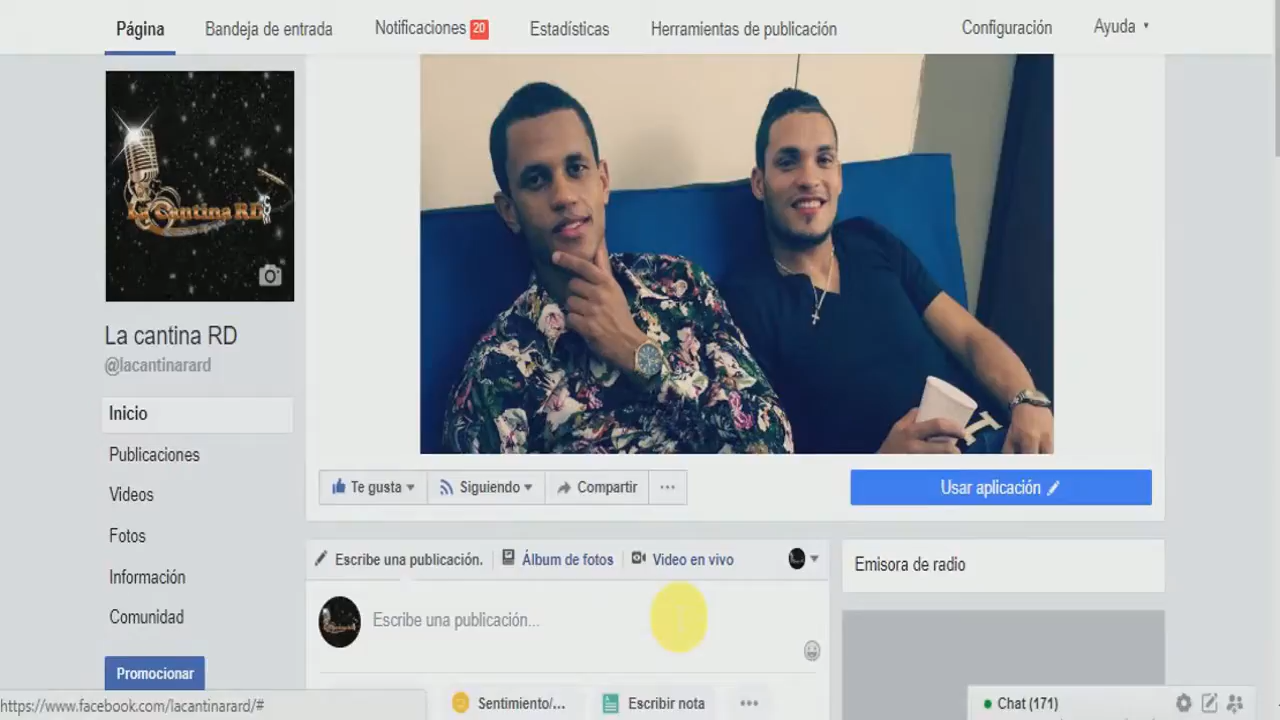 Página Bandeja de entrada Notificaciones 20 Estadísticas Herramientas de publicación Configuración Ayuda
La Cantina RD
La cantina RD
@lacantinarard
Inicio
Publicaciones
Videos
Fotos
Información
Comunidad
Promocionar
Te gusta Siguiendo Compartir ... Usar aplicación
Escribe una publicación. Álbum de fotos Video en vivo
Emisora de radio
Escribe una publicación...
Sentimiento/... Escribir nota ...
https://www.facebook.com/lacantinarard/#
Chat (171)